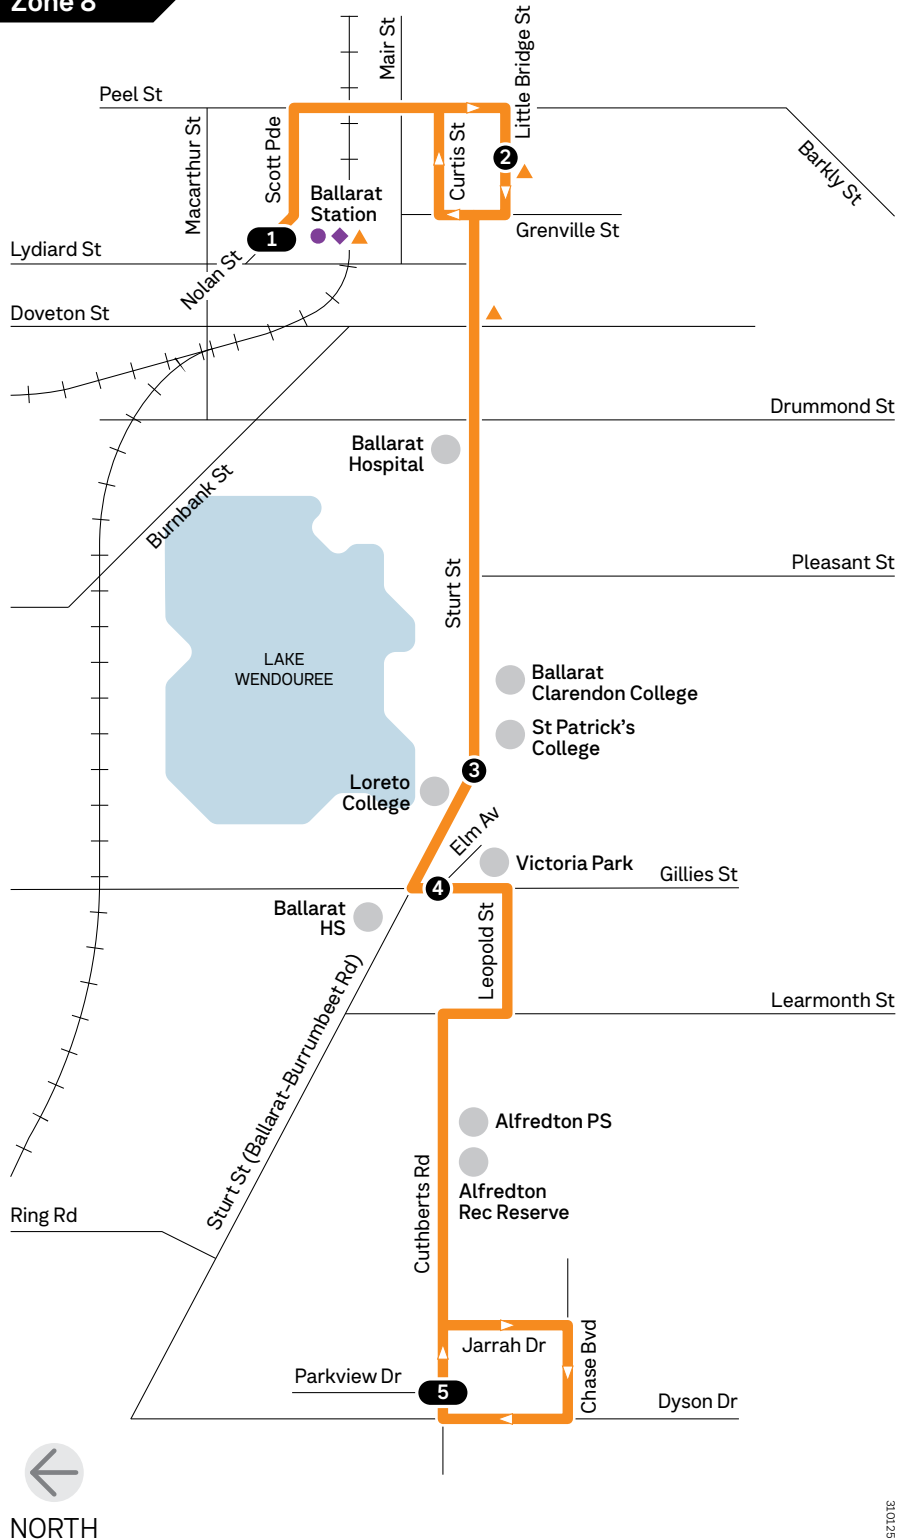 Zone 8
Mair St
Little Bridge St
Peel St
Macarthur St
Scott Pde
Curtis St
Barkly St
2
Ballarat
Station
1
Grenville St
Lydiard St
Nolan St
Doveton St
Drummond St
Ballarat
Hospital
Burnbank St
Pleasant St
Sturt St
LAKE
WENDOUREE
Ballarat
Clarendon College
St Patrick's
College
3
Loreto
College
Elm Av
Victoria Park
Gillies St
4
Ballarat
HS
Leopold St
Learmonth St
Sturt St (Ballarat–Burrumbeet Rd)
Alfredton PS
Alfredton
Rec Reserve
Cuthberts Rd
Ring Rd
Jarrah Dr
Chase Bvd
Parkview Dr
5
Dyson Dr
NORTH
310125